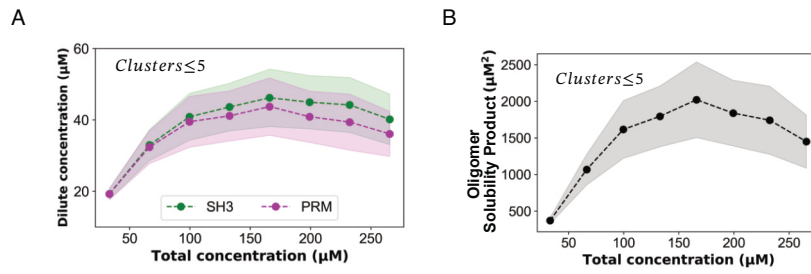 A
Clusters≤5
60
40
20
Dilute concentration (μM)
SH3
PRM
50
100
150
200
250
Total concentration (μM)
B
Clusters≤5
2500
2000
1500
1000
500
Oligomer
Solubility Product (μM²)
50
100
150
200
250
Total concentration (μM)